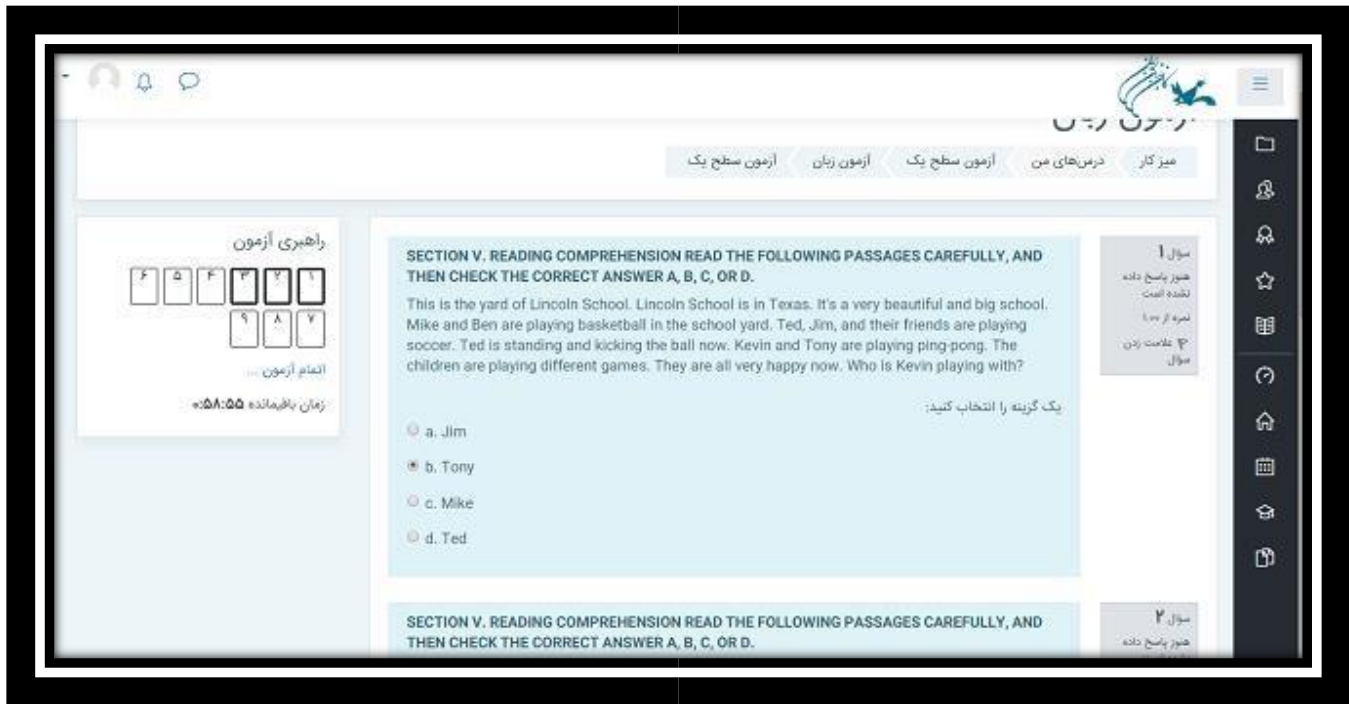 آزمون زبان
میز کار
درس‌های من
آزمون سطح یک
آزمون زبان
آزمون سطح یک
سوال ۱
هنوز پاسخ داده
نشده است
نمره از ۱٫۰۰
علامت زدن
سوال
SECTION V. READING COMPREHENSION READ THE FOLLOWING PASSAGES CAREFULLY, AND
THEN CHECK THE CORRECT ANSWER A, B, C, OR D.
This is the yard of Lincoln School. Lincoln School is in Texas. It's a very beautiful and big school.
Mike and Ben are playing basketball in the school yard. Ted, Jim, and their friends are playing
soccer. Ted is standing and kicking the ball now. Kevin and Tony are playing ping-pong. The
children are playing different games. They are all very happy now. Who is Kevin playing with?
یک گزینه را انتخاب کنید:
a. Jim
b. Tony
c. Mike
d. Ted
راهبری آزمون
۱ ۲ ۳ ۴ ۵ ۶
۷ ۸ ۹
اتمام آزمون ...
زمان باقیمانده ۰:۵۸:۵۵
سوال ۲
هنوز پاسخ داده
SECTION V. READING COMPREHENSION READ THE FOLLOWING PASSAGES CAREFULLY, AND
THEN CHECK THE CORRECT ANSWER A, B, C, OR D.